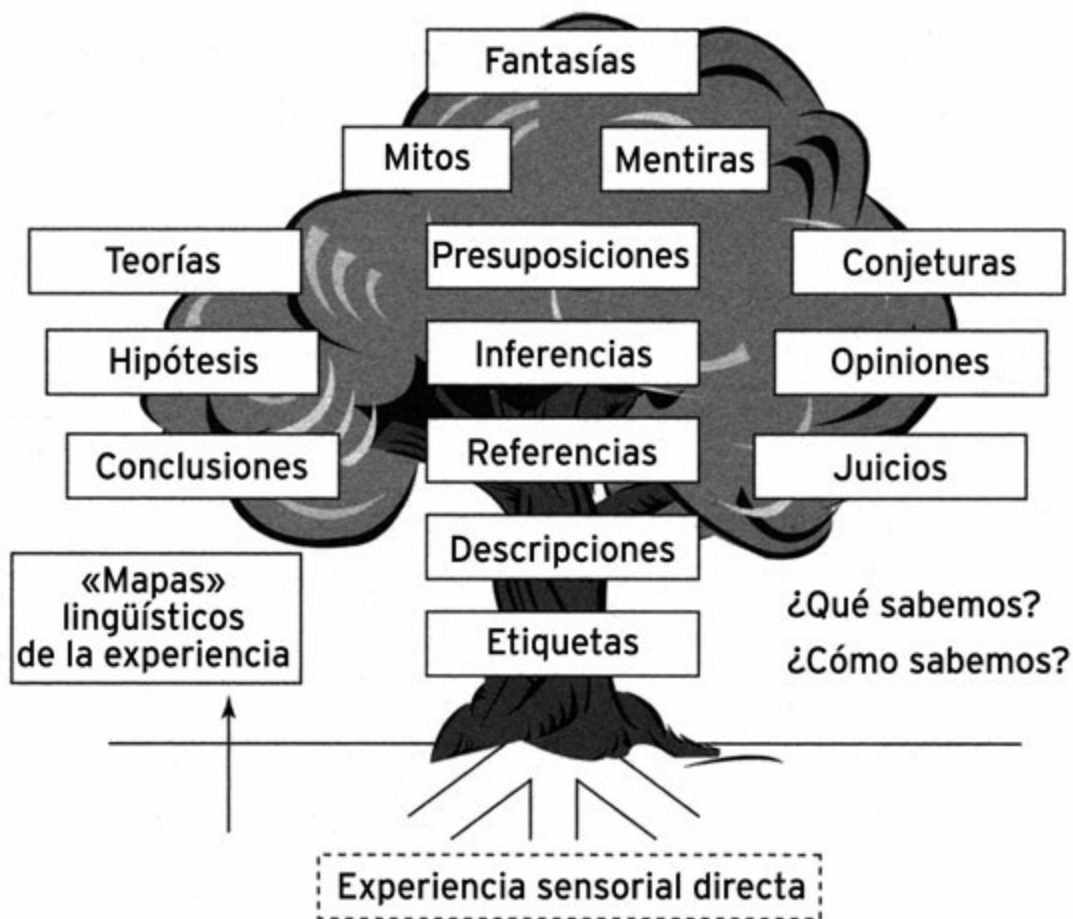 Fantasías
Mitos
Mentiras
Teorías
Presuposiciones
Conjeturas
Hipótesis
Inferencias
Opiniones
Conclusiones
Referencias
Juicios
Descripciones
«Mapas»
lingüísticos
de la experiencia
Etiquetas
¿Qué sabemos?
¿Cómo sabemos?
Experiencia sensorial directa